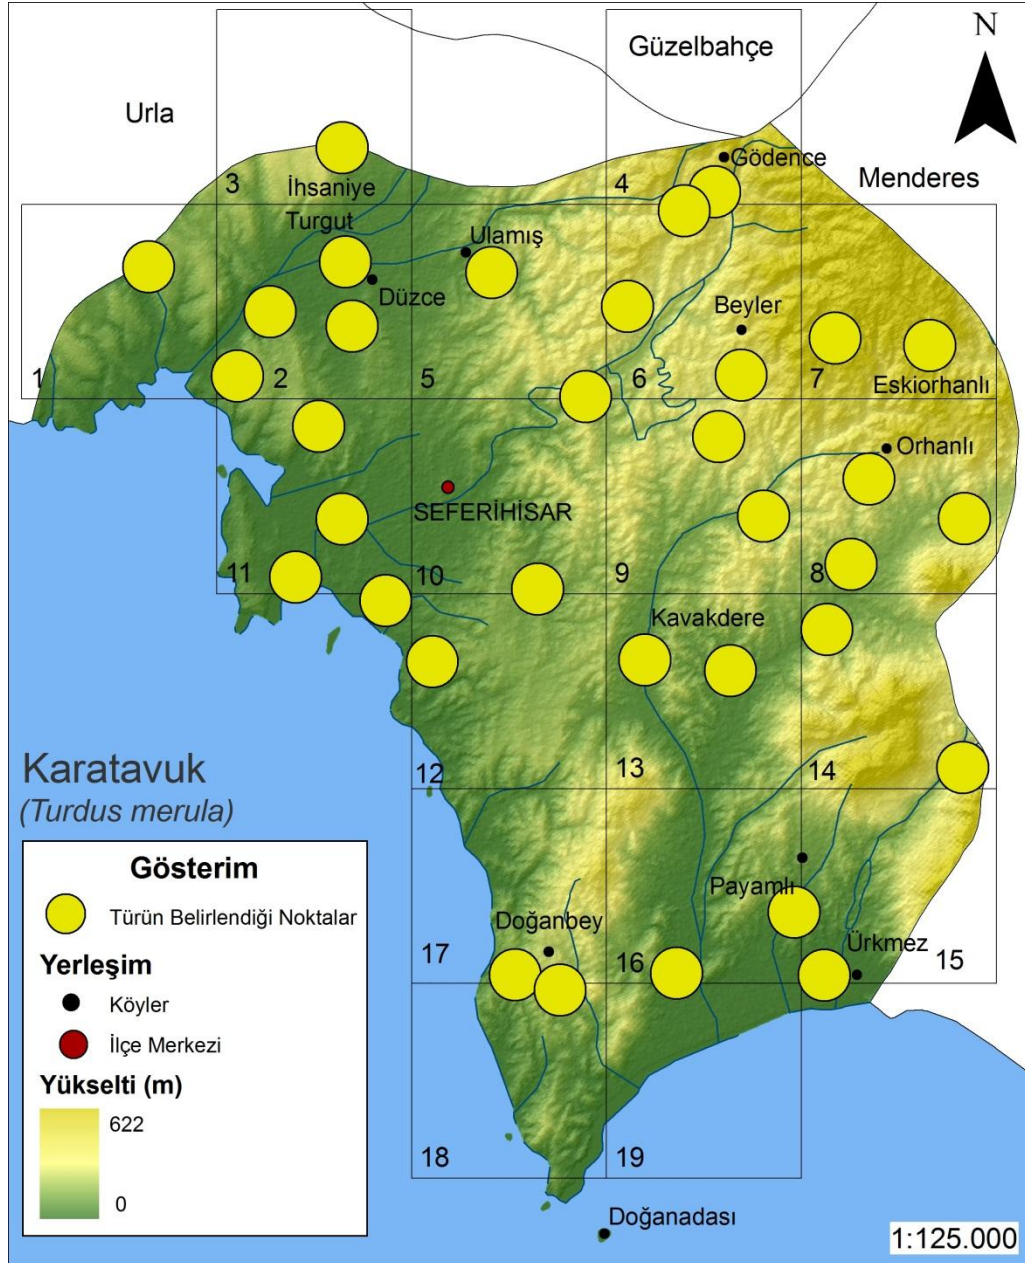 N
Güzelbahçe
Urla
Gödence
Menderes
3
4
İhsaniye
Turgut
Ulamış
Düzce
Beyler
1
2
5
6
7
Eskiorhanlı
Orhanlı
SEFERİHİSAR
11
10
9
8
Kavakdere
Karatavuk
(Turdus merula)
12
13
14
Gösterim
Türün Belirlendiği Noktalar
Payamlı
Doğanbey
Ürkmez
17
16
15
Yerleşim
Köyler
İlçe Merkezi
Yükselti (m)
622
0
18
19
Doğanadası
1:125.000